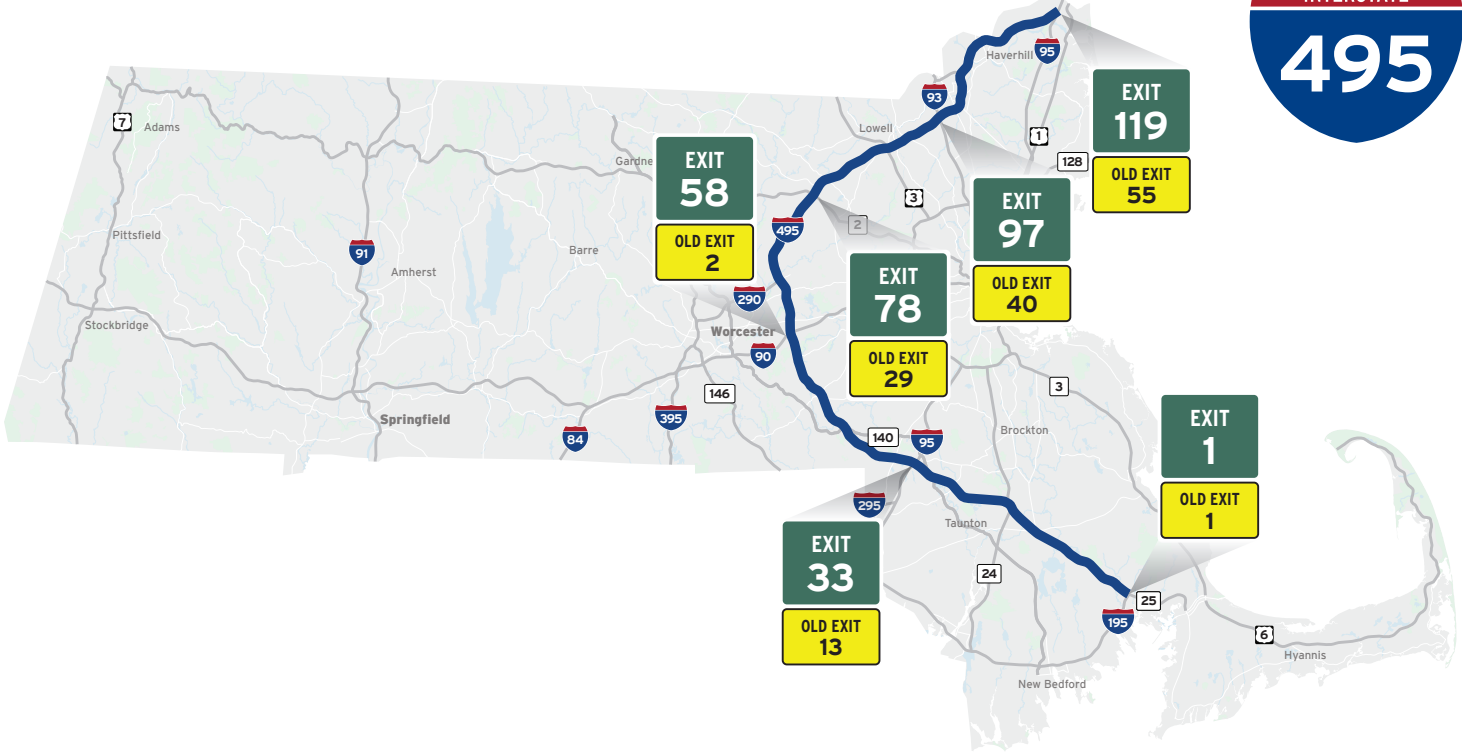 INTERSTATE
495
Haverhill
95
93
EXIT
119
OLD EXIT
55
7
Adams
Lowell
1
128
EXIT
58
OLD EXIT
2
Gardne
3
2
EXIT
97
OLD EXIT
40
495
Pittsfield
91
Amherst
Barre
EXIT
78
OLD EXIT
29
290
Stockbridge
Worcester
90
146
3
395
Springfield
84
140
95
Brockton
EXIT
1
OLD EXIT
1
295
Taunton
EXIT
33
OLD EXIT
13
24
25
195
6
Hyannis
New Bedford